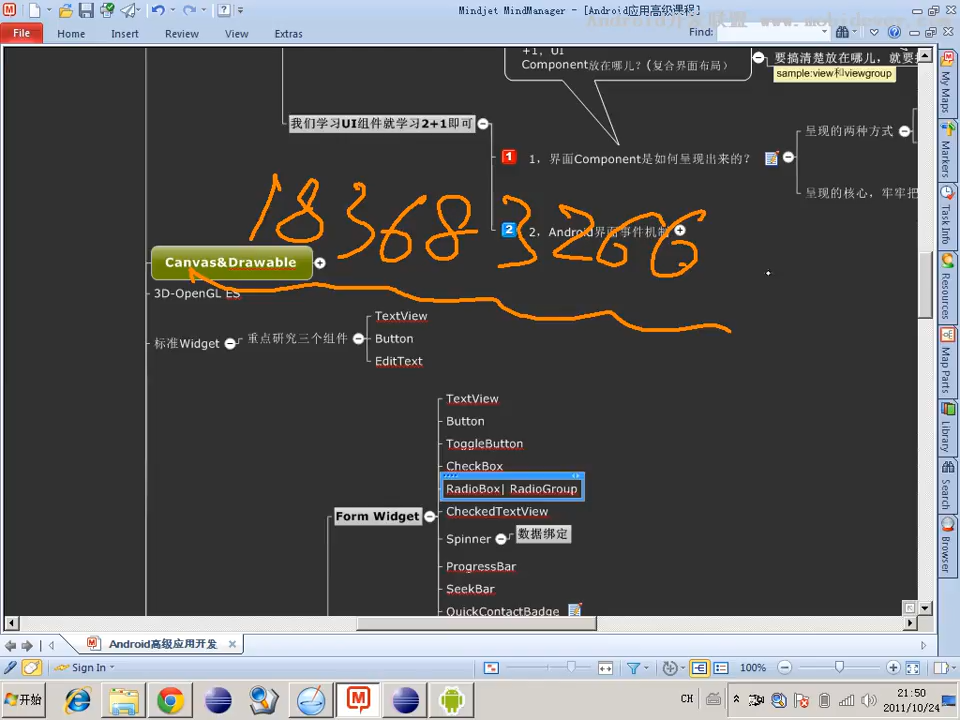 Mindjet MindManager - [Android应用高级课程]
File
Home
Insert
Review
View
Extras
Find:
+1, UI
Component放在哪儿?(复合界面布局)
要搞清楚放在哪儿,就要
sample:view和viewgroup
我们学习UI组件就学习2+1即可
1
1, 界面Component是如何呈现出来的?
呈现的两种方式
呈现的核心,牢牢把
2
2, Android界面事件机制
18368 3266
Canvas&Drawable
3D-OpenGL ES
标准Widget
重点研究三个组件
TextView
Button
EditText
TextView
Button
ToggleButton
CheckBox
RadioBox| RadioGroup
Form Widget
CheckedTextView
Spinner
数据绑定
ProgressBar
SeekBar
QuickContactBadge
My Maps
Markers
Task Info
Resources
Map Parts
Library
Search
Browser
Android高级应用开发
Sign In
100%
开始
CH
21:50
2011/10/24